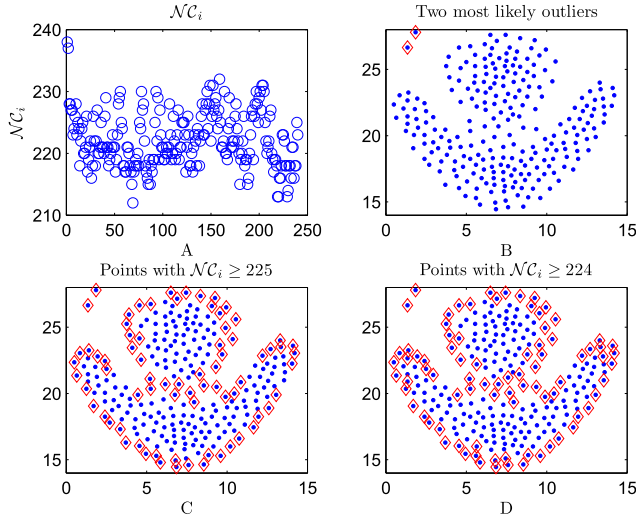 𝒩𝒞ᵢ
Two most likely outliers
240
230
220
210
𝒩𝒞ᵢ
0 50 100 150 200 250
A
25
20
15
0 5 10 15
B
Points with 𝒩𝒞ᵢ ≥ 225
Points with 𝒩𝒞ᵢ ≥ 224
25
20
15
14
0 5 10 15
C
25
20
15
14
0 5 10 15
D